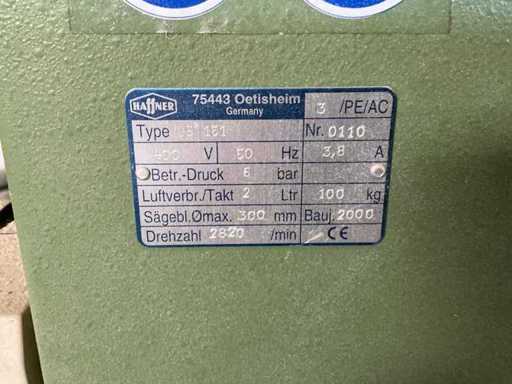 HAFFNER 75443 Oetisheim 3 /PE/AC
Germany
Type 151 Nr. 0110
400 V 50 Hz 3,8 A
Betr.-Druck 6 bar
Luftverbr./Takt 2 Ltr 100 kg
Sägebl.Ømax. 300 mm Bauj. 2000
Drehzahl 2820 /min CE